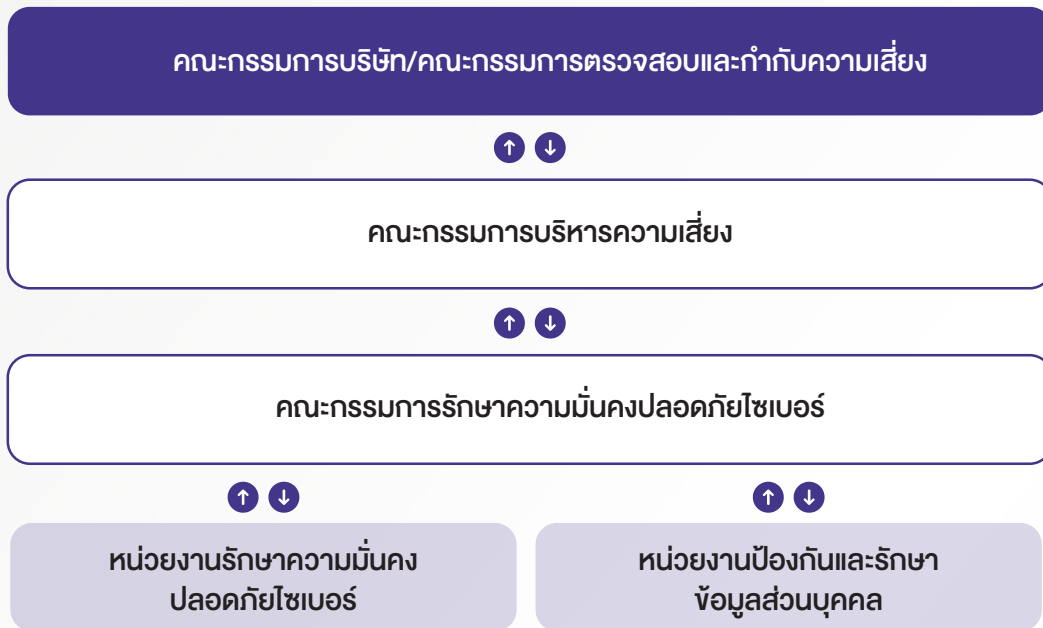 คณะกรรมการบริษัท/คณะกรรมการตรวจสอบและกำกับความเสี่ยง
คณะกรรมการบริหารความเสี่ยง
คณะกรรมการรักษาความมั่นคงปลอดภัยไซเบอร์
หน่วยงานรักษาความมั่นคง
ปลอดภัยไซเบอร์
หน่วยงานป้องกันและรักษา
ข้อมูลส่วนบุคคล